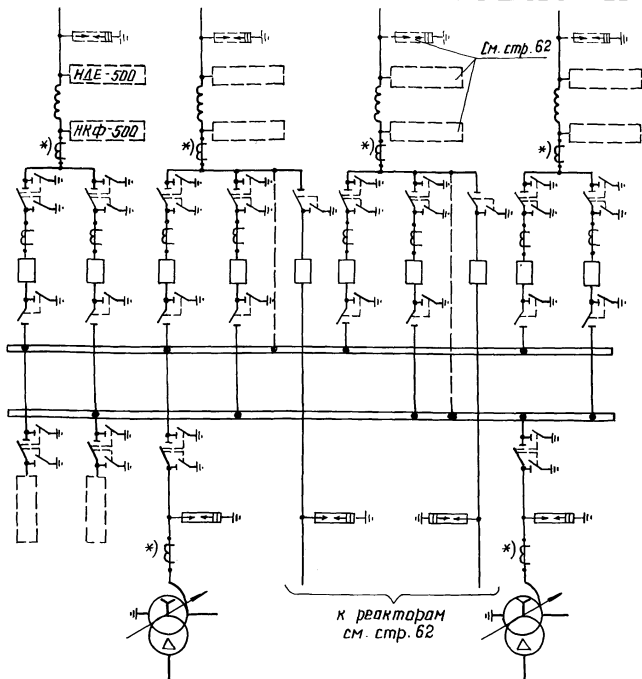 См. стр. 62
НДЕ-500
НКФ-500
*)
*)
*)
*)
*)
*)
к реакторам
см. стр. 62